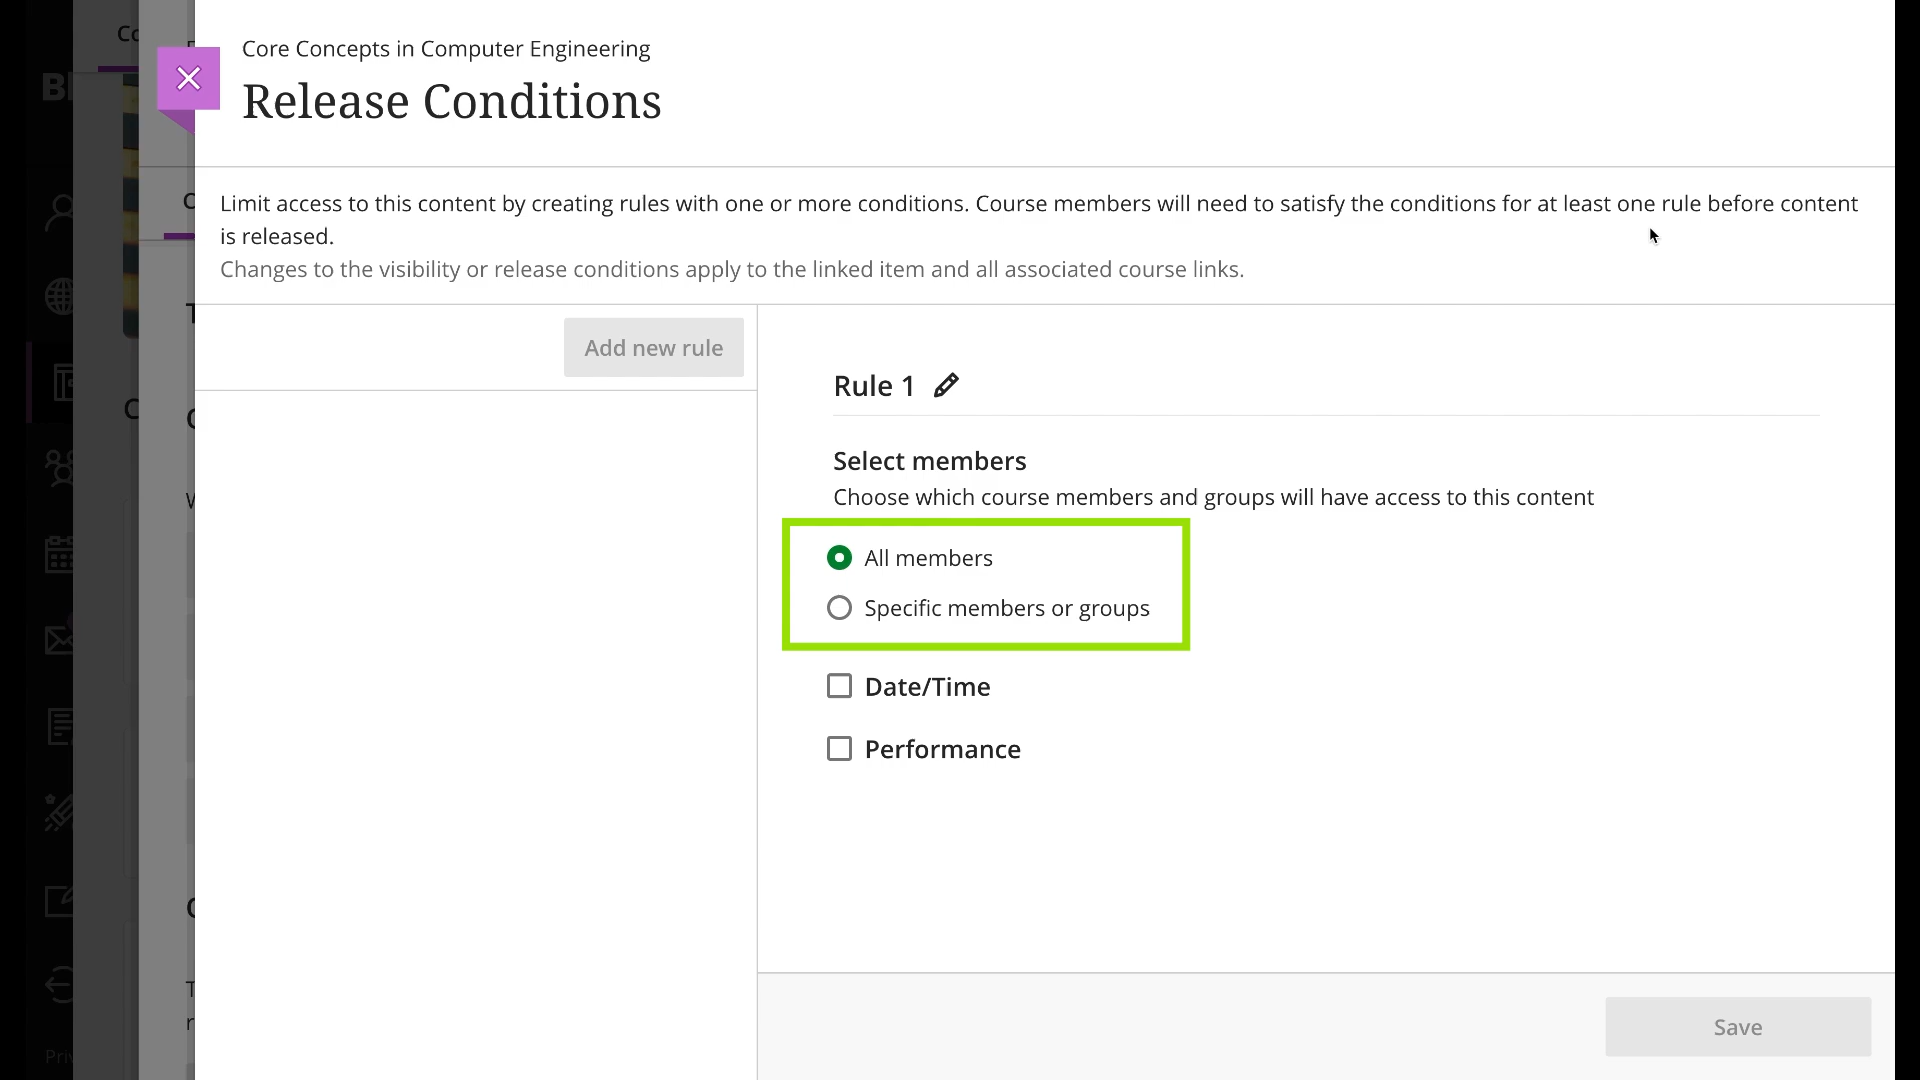 Core Concepts in Computer Engineering
Release Conditions
Limit access to this content by creating rules with one or more conditions. Course members will need to satisfy the conditions for at least one rule before content
is released.
Changes to the visibility or release conditions apply to the linked item and all associated course links.
Add new rule
Rule 1
Select members
Choose which course members and groups will have access to this content
All members
Specific members or groups
Date/Time
Performance
Save